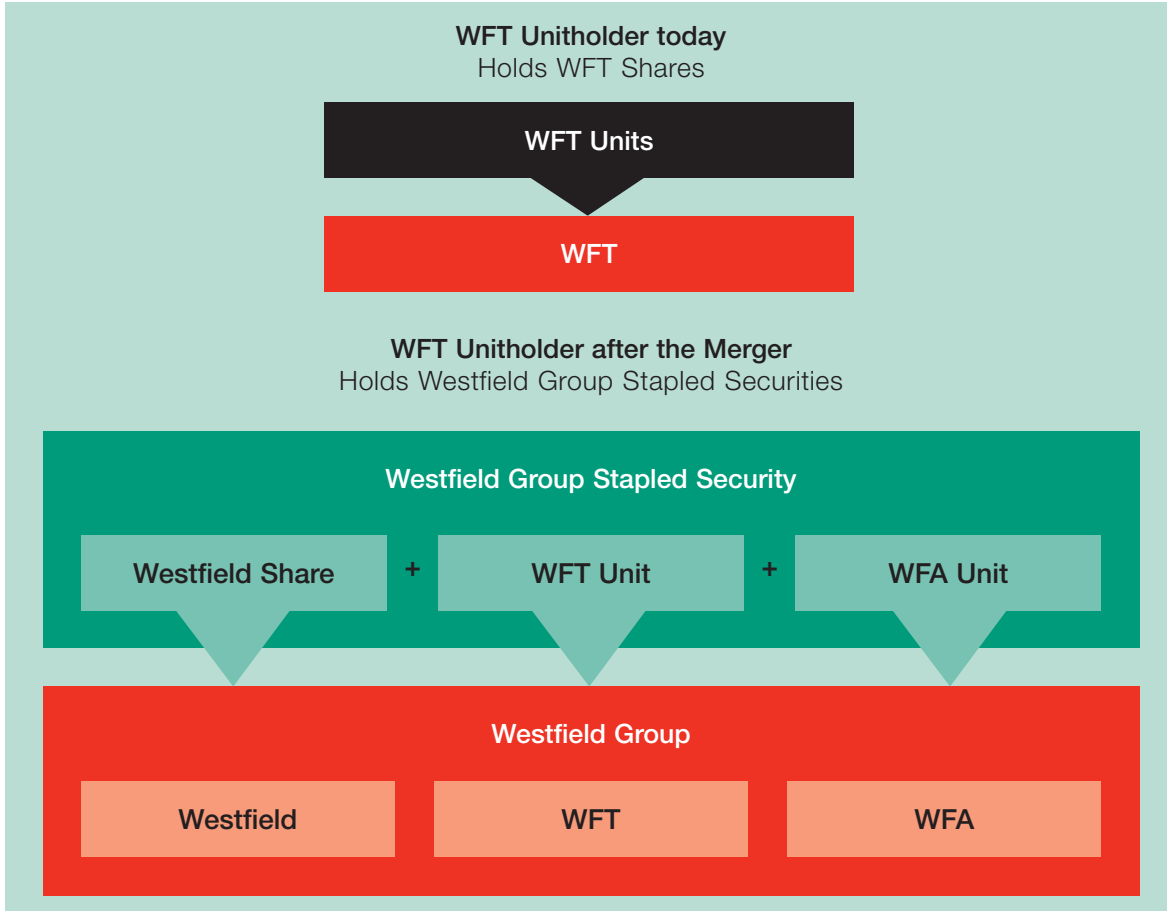 WFT Unitholder today
Holds WFT Shares
WFT Units
WFT
WFT Unitholder after the Merger
Holds Westfield Group Stapled Securities
Westfield Group Stapled Security
Westfield Share + WFT Unit + WFA Unit
Westfield Group
Westfield WFT WFA